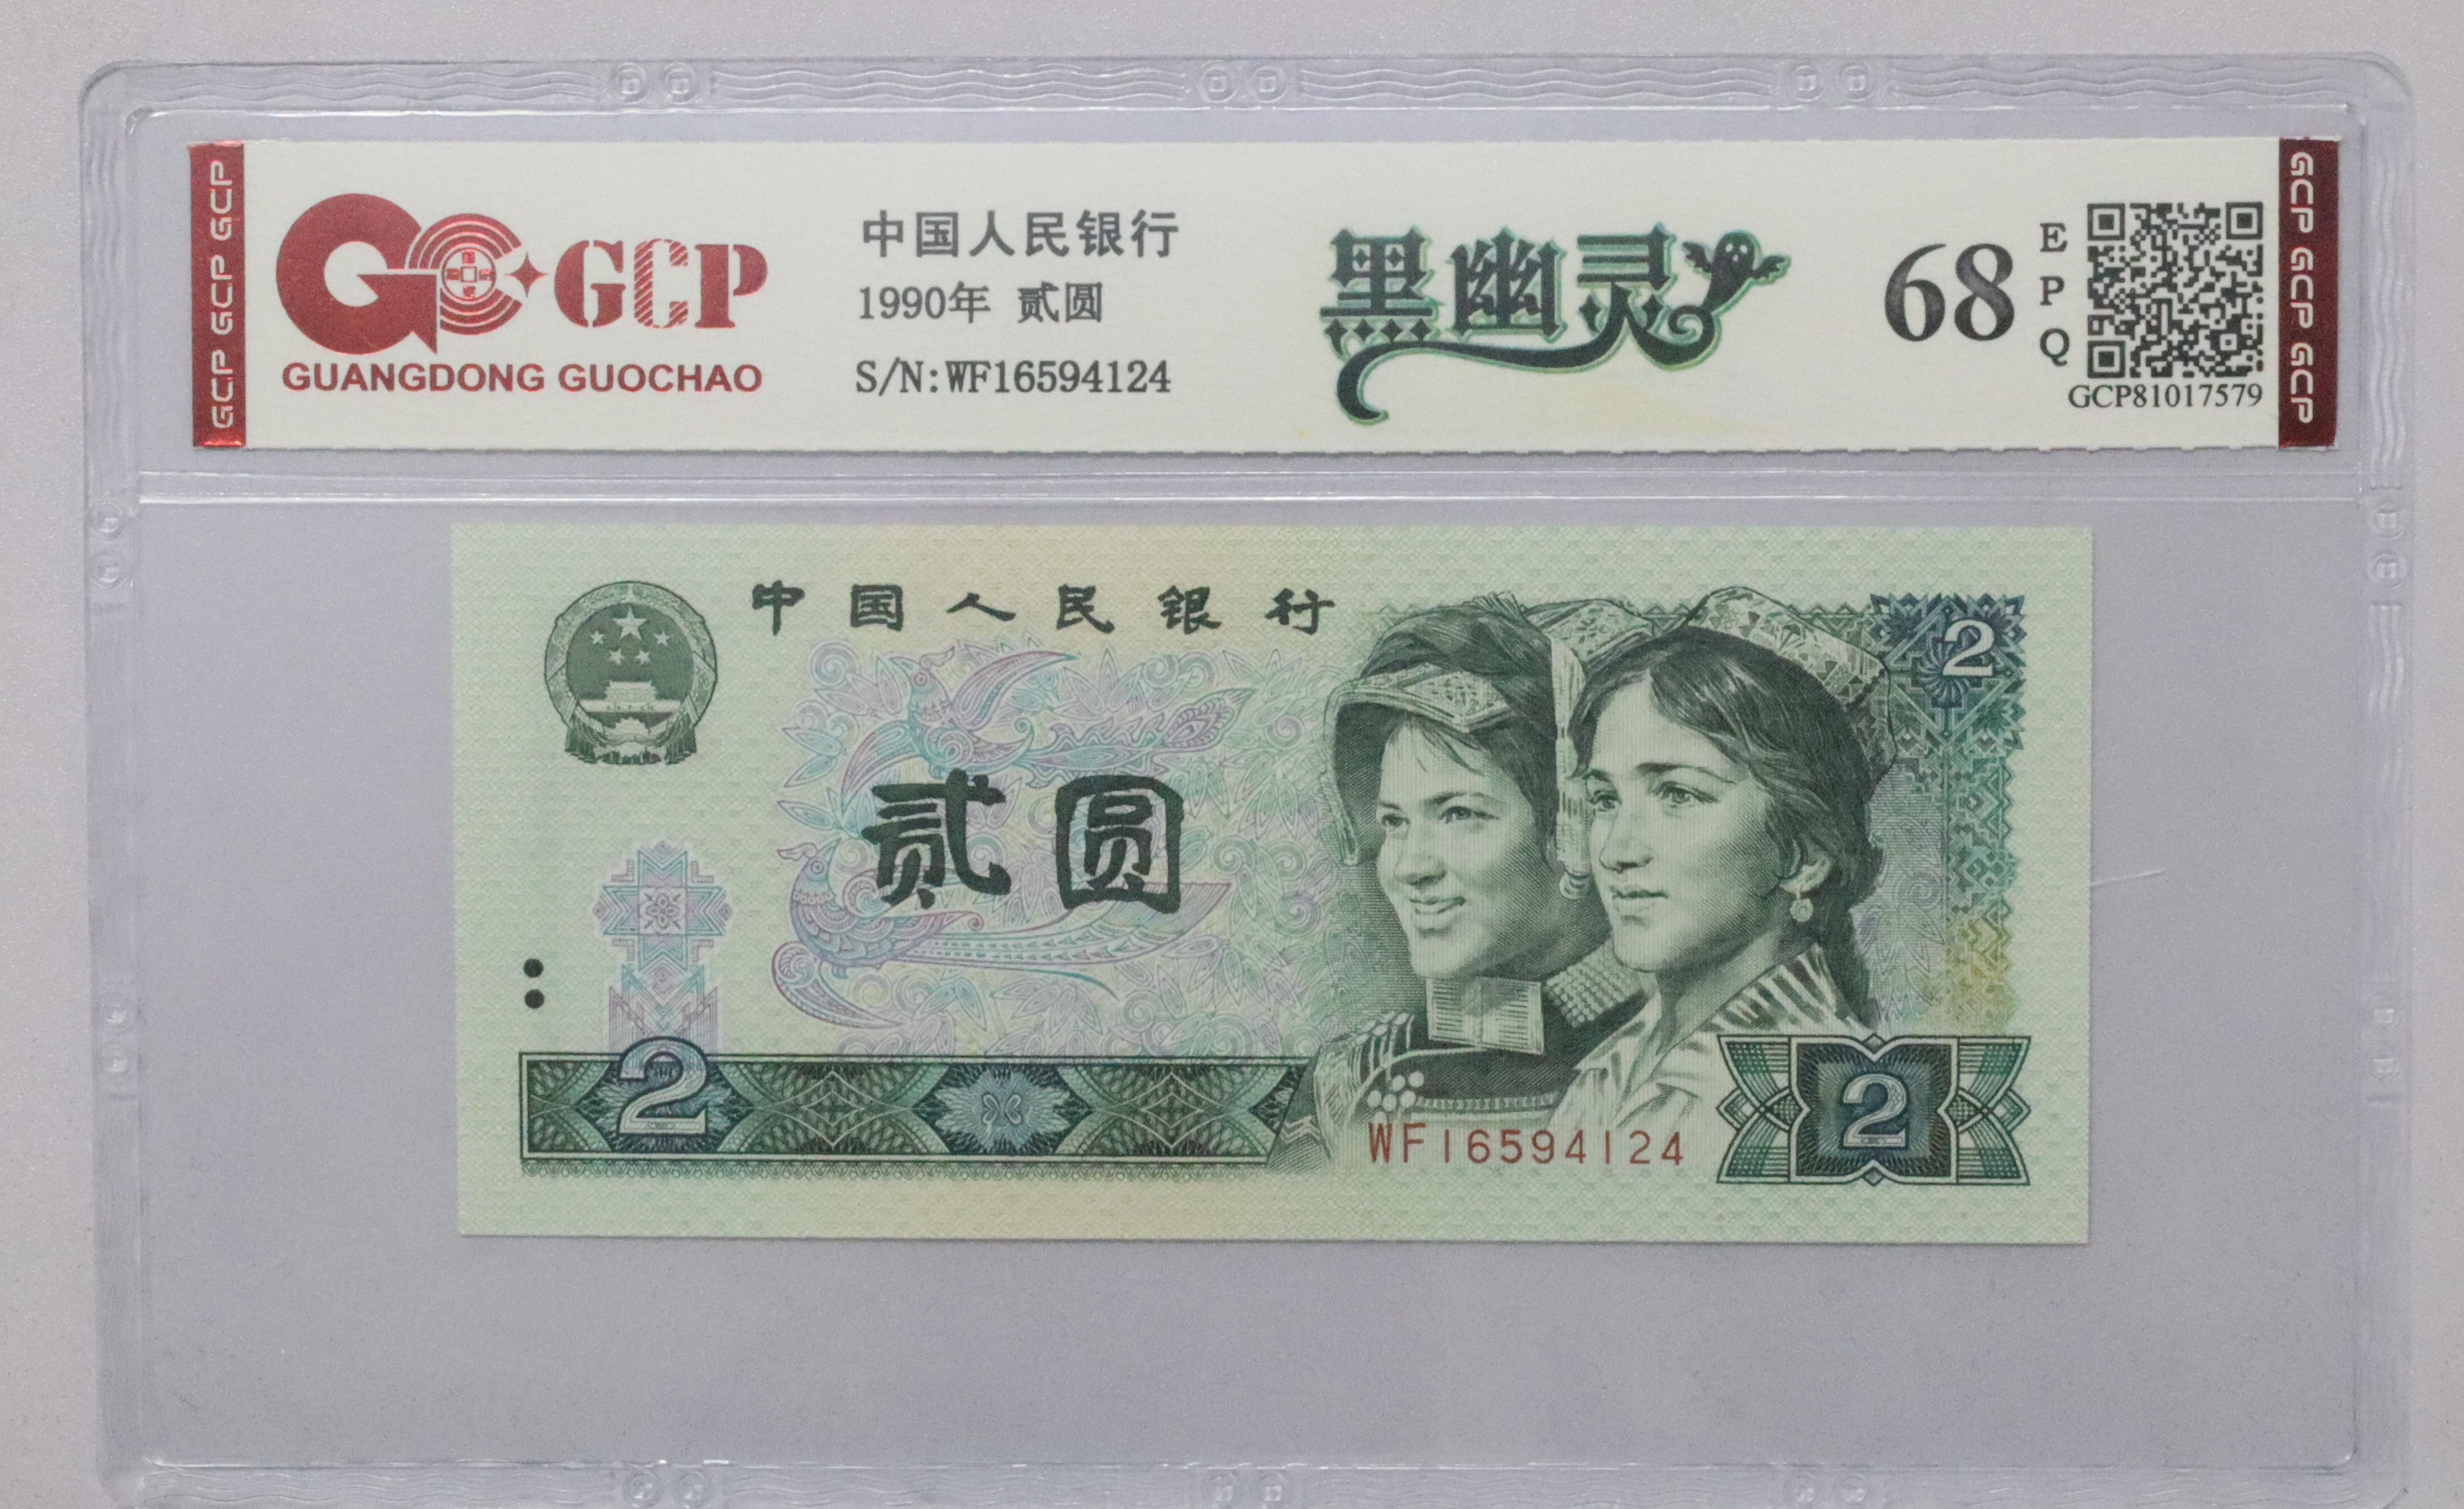 GCP GCP GCP
GCP
GUANGDONG GUOCHAO
中国人民银行
1990年 贰圆
S/N:WF16594124
黑幽灵
68
E
P
Q
GCP81017579
GCP GCP GCP
中国人民银行
2
贰圆
2
WF16594124
2